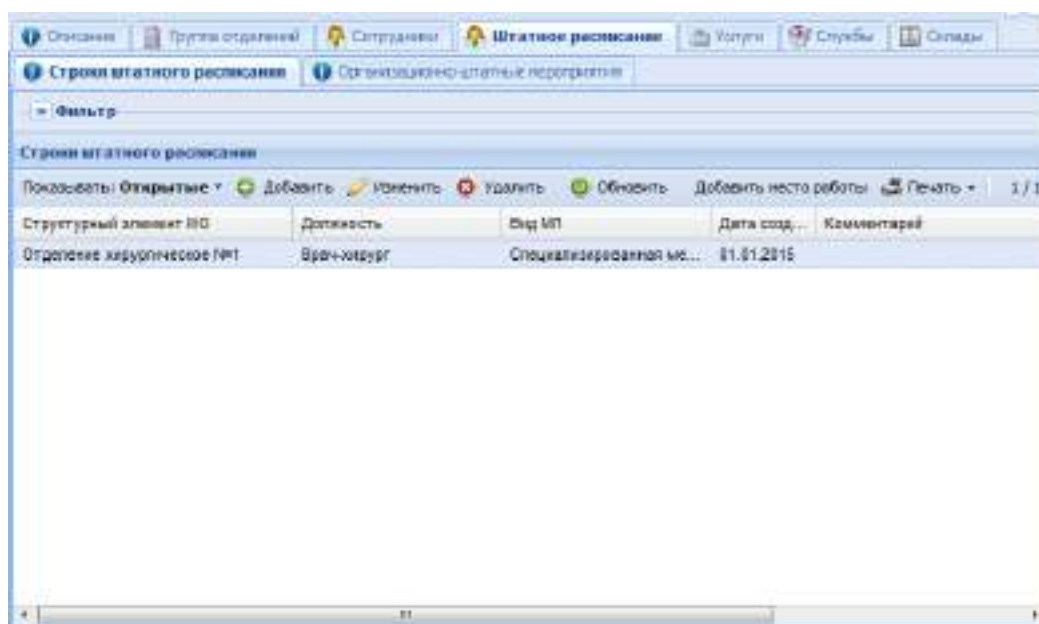 Описание Группы отделений Сотрудники Штатное расписание Услуги Службы Склады
Строки штатного расписания Организационно-штатные мероприятия
Фильтр
Строки штатного расписания
Показывать: Открытые Добавить Изменить Удалить Обновить Добавить место работы Печать 1 / 1
Структурный элемент МО Должность Вид МП Дата созд... Комментарий
Отделение хирургическое №1 Врач-хирург Специализированная ме... 01.01.2015